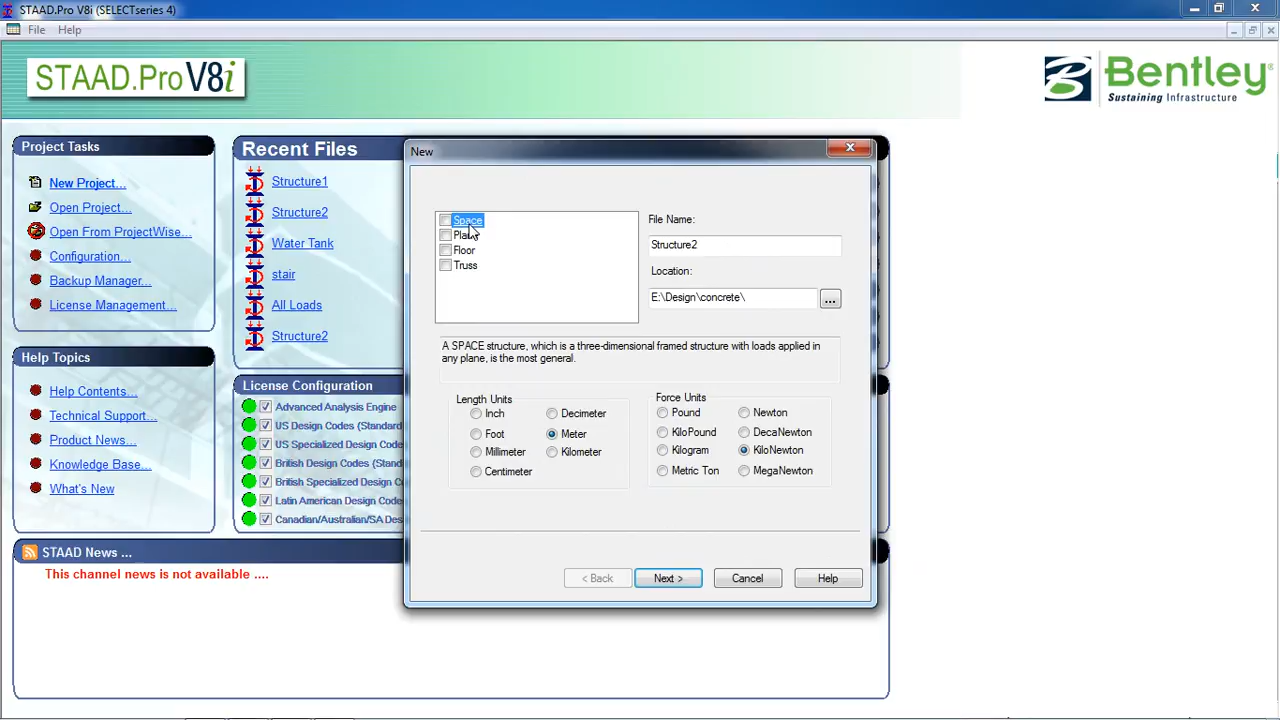 STAAD.Pro V8i (SELECTseries 4)
File Help
STAAD.Pro V8i
Bentley
Sustaining Infrastructure
Project Tasks
New Project...
Open Project...
Open From ProjectWise...
Configuration...
Backup Manager...
License Management...
Help Topics
Help Contents...
Technical Support...
Product News...
Knowledge Base...
What's New
Recent Files
Structure1
Structure2
Water Tank
stair
All Loads
Structure2
License Configuration
Advanced Analysis Engine
US Design Codes (Standard
US Specialized Design Code
British Design Codes (Stand
British Specialized Design Co
Latin American Design Codes
Canadian/Australian/SA Des
New
Space
Plane
Floor
Truss
File Name:
Structure2
Location:
E:\Design\concrete\
...
A SPACE structure, which is a three-dimensional framed structure with loads applied in
any plane, is the most general.
Length Units
Inch Decimeter
Foot Meter
Millimeter Kilometer
Centimeter
Force Units
Pound Newton
KiloPound DecaNewton
Kilogram KiloNewton
Metric Ton MegaNewton
< Back Next > Cancel Help
STAAD News ...
This channel news is not available ....